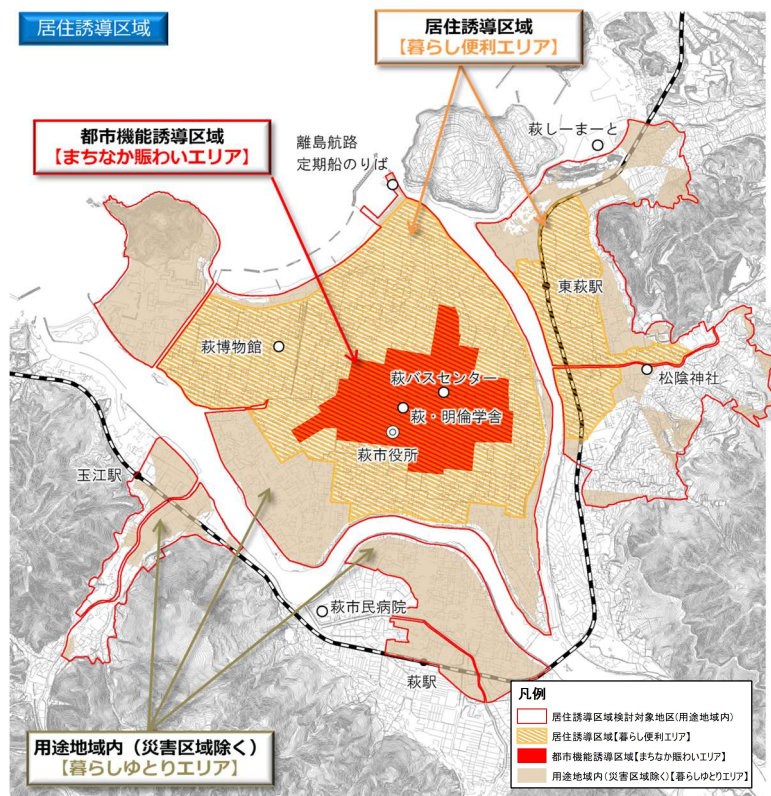 居住誘導区域
居住誘導区域
【暮らし便利エリア】
都市機能誘導区域
【まちなか賑わいエリア】
離島航路
定期船のりば
萩しーまーと
東萩駅
萩博物館
松陰神社
萩バスセンター
萩・明倫学舎
萩市役所
玉江駅
萩市民病院
萩駅
用途地域内（災害区域除く）
【暮らしゆとりエリア】
凡例
居住誘導区域検討対象地区(用途地域内)
居住誘導区域【暮らし便利エリア】
都市機能誘導区域【まちなか賑わいエリア】
用途地域内(災害区域除く)【暮らしゆとりエリア】